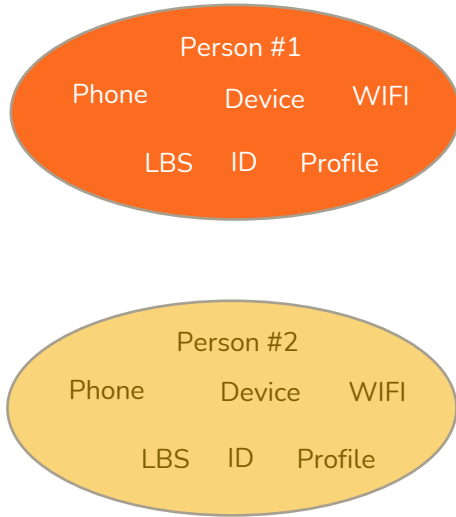 Person #1
Phone Device WIFI
LBS ID Profile
Person #2
Phone Device WIFI
LBS ID Profile